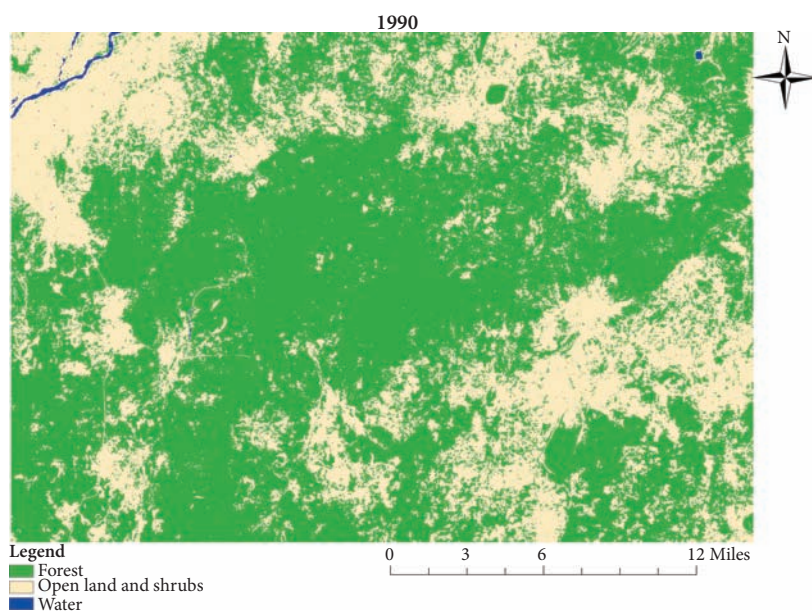 1990
N
Legend
Forest
Open land and shrubs
Water
0 3 6 12 Miles